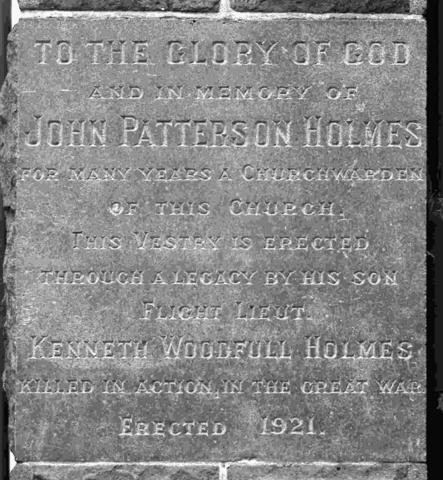 TO THE GLORY OF GOD
AND IN MEMORY OF
JOHN PATTERSON HOLMES
FOR MANY YEARS A CHURCHWARDEN
OF THIS CHURCH.
THIS VESTRY IS ERECTED
THROUGH A LEGACY BY HIS SON
FLIGHT LIEUT.
KENNETH WOODFULL HOLMES
KILLED IN ACTION, IN THE GREAT WAR
ERECTED 1921.